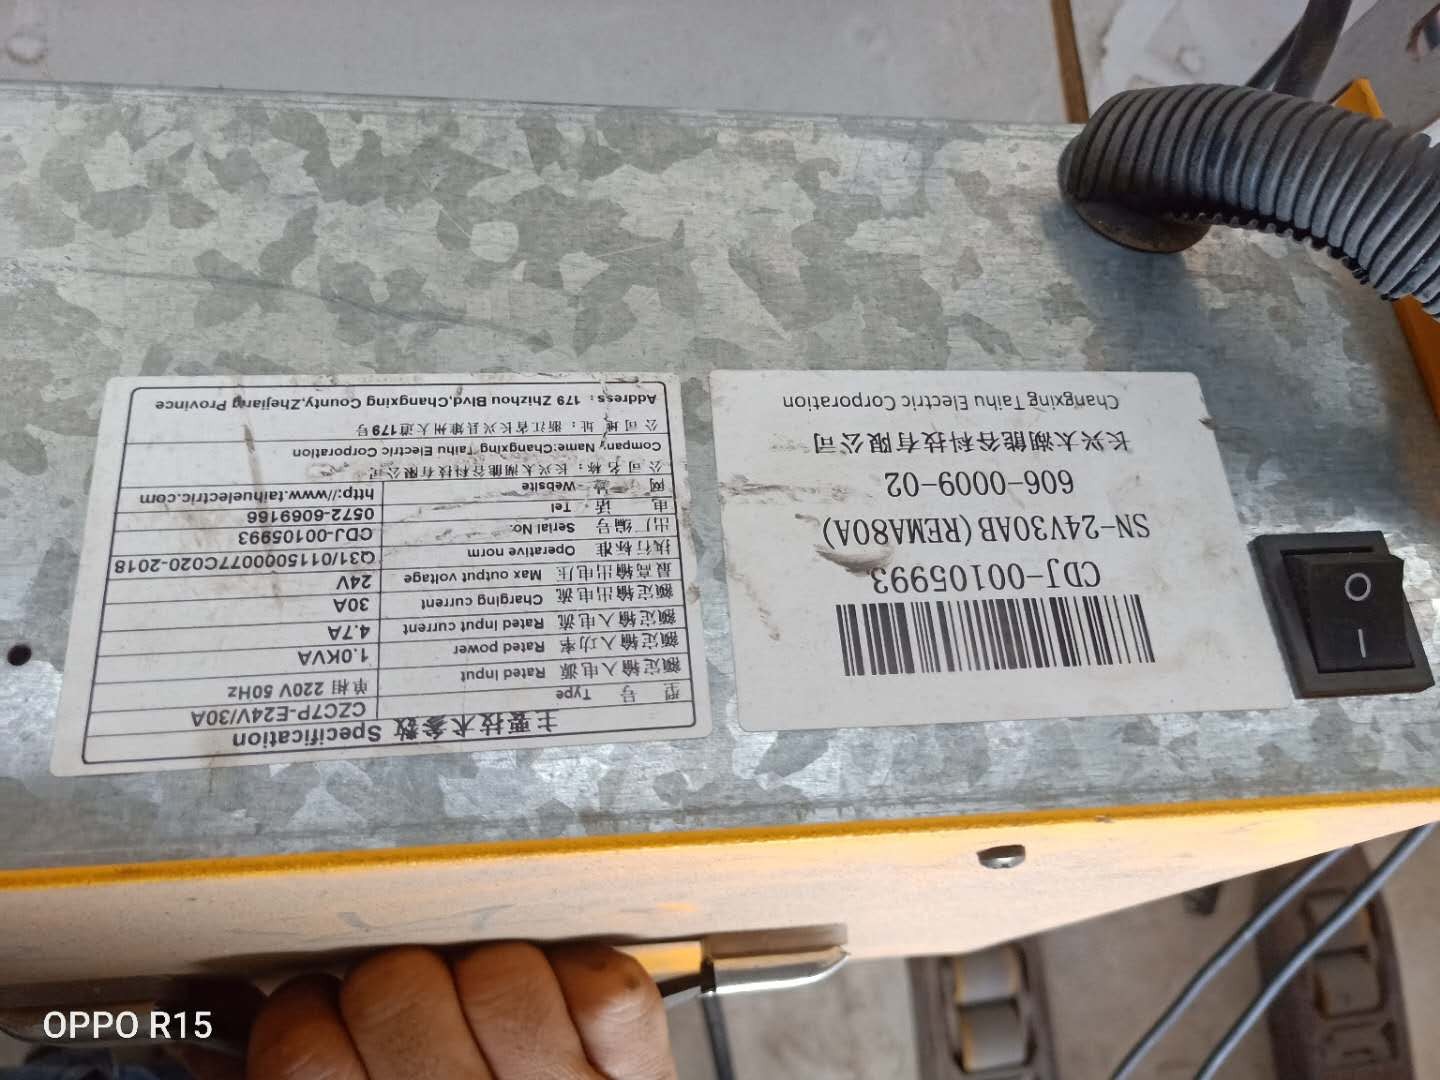 主要技术参数 Specification
型 号 Type CZC7P-E24V/30A
额定输入电源 Rated Input 单相 220V 50Hz
额定输入功率 Rated power 1.0KVA
额定输入电流 Rated Input current 4.7A
额定输出电流 Charging current 30A
最高输出电压 Max output voltage 24V
执行标准 Operative norm Q31/0115000077C020-2018
出厂编号 Serial No. CDJ-00105993
电 话 Tel 0572-6069166
网 址 Website http://www.taihuelectric.com
公司名称：长兴太湖能谷科技有限公司
Company Name:Changxing Taihu Electric Corporation
公司地址：浙江省长兴县雉州大道179号
Address：179 Zhizhou Blvd,Changxing County,Zhejiang Province
CDJ-00105993
SN-24V30AB(REMA80A)
606-0009-02
长兴太湖能谷科技有限公司
Changxing Taihu Electric Corporation
O
I
OPPO R15